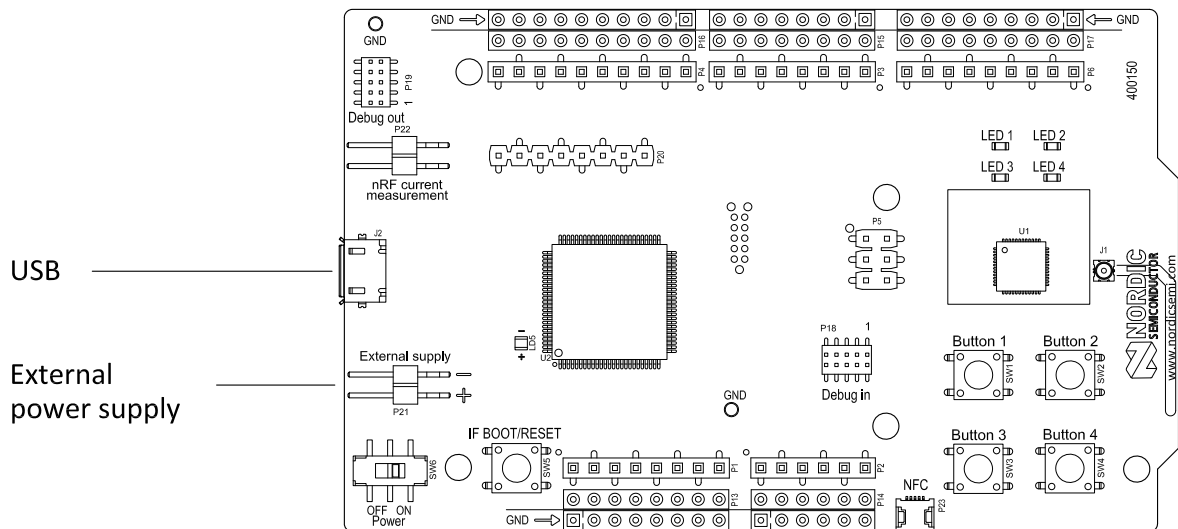 GND
GND
GND
P16
P15
P17
P4
P3
P6
400150
P19
1
Debug out
P22
nRF current
measurement
P20
LED 1
LED 2
LED 3
LED 4
P5
U1
J1
NORDIC
SEMICONDUCTOR
www.nordicsemi.com
USB
J2
-
LD5
+
U2
P18
1
Debug in
Button 1
Button 2
SW1
SW2
External
power supply
External supply
-
+
P21
GND
IF BOOT/RESET
SW5
SW6
OFF
ON
Power
P1
P2
P13
P14
GND
NFC
P23
Button 3
Button 4
SW3
SW4